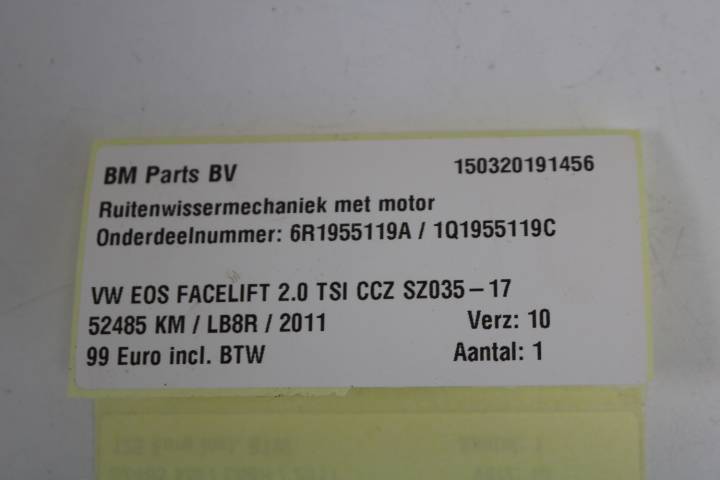 BM Parts BV 150320191456
Ruitenwissermechaniek met motor
Onderdeelnummer: 6R1955119A / 1Q1955119C
VW EOS FACELIFT 2.0 TSI CCZ SZ035-17
52485 KM / LB8R / 2011 Verz: 10
99 Euro incl. BTW Aantal: 1